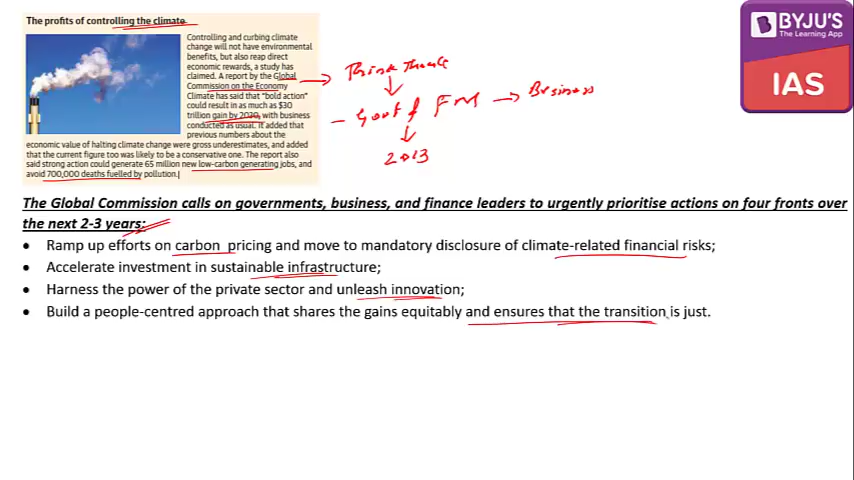 The profits of controlling the climate
Controlling and curbing climate
change will not have environmental
benefits, but also reap direct
economic rewards, a study has
claimed. A report by the Global
Commission on the Economy
Climate has said that "bold action"
could result in as much as $30
trillion gain by 2030, with business
conducted as usual. It added that
previous numbers about the
economic value of halting climate change were gross underestimates, and added
that the current figure too was likely to be a conservative one. The report also
said strong action could generate 65 million new low-carbon generating jobs, and
avoid 700,000 deaths fuelled by pollution.
Think Thank
Govt & FM → Business
2013
BYJU'S
The Learning App
IAS
The Global Commission calls on governments, business, and finance leaders to urgently prioritise actions on four fronts over
the next 2-3 years:
• Ramp up efforts on carbon pricing and move to mandatory disclosure of climate-related financial risks;
• Accelerate investment in sustainable infrastructure;
• Harness the power of the private sector and unleash innovation;
• Build a people-centred approach that shares the gains equitably and ensures that the transition is just.